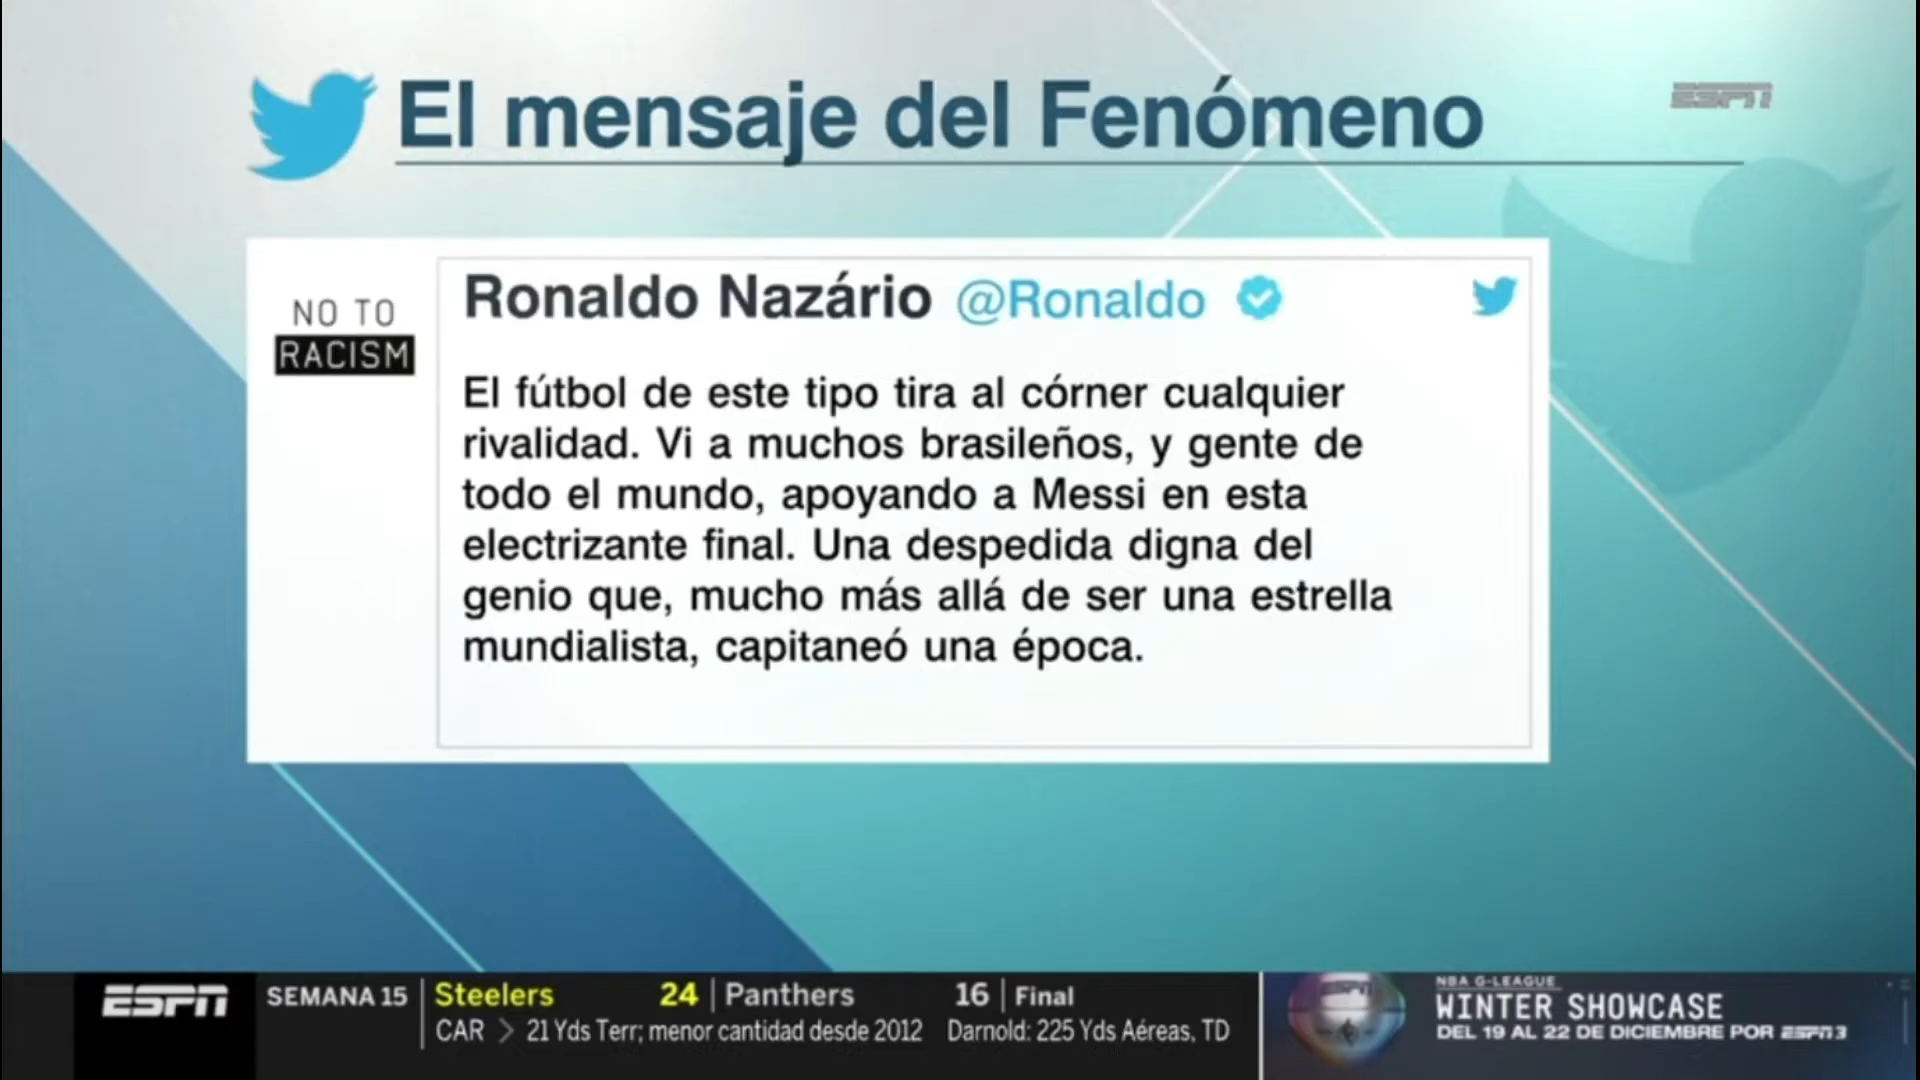 El mensaje del Fenómeno
ESPN
NO TO
RACISM
Ronaldo Nazário @Ronaldo
El fútbol de este tipo tira al córner cualquier
rivalidad. Vi a muchos brasileños, y gente de
todo el mundo, apoyando a Messi en esta
electrizante final. Una despedida digna del
genio que, mucho más allá de ser una estrella
mundialista, capitaneó una época.
ESPN
SEMANA 15
Steelers 24 Panthers 16 Final
CAR > 21 Yds Terr; menor cantidad desde 2012 Darnold: 225 Yds Aéreas, TD
NBA G-LEAGUE
WINTER SHOWCASE
DEL 19 AL 22 DE DICIEMBRE POR ESPN 3